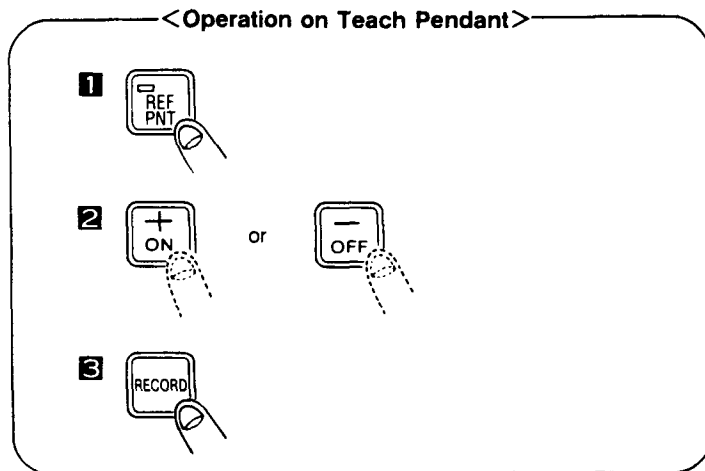 <Operation on Teach Pendant>
1
REF
PNT
2
+
ON
or
−
OFF
3
RECORD